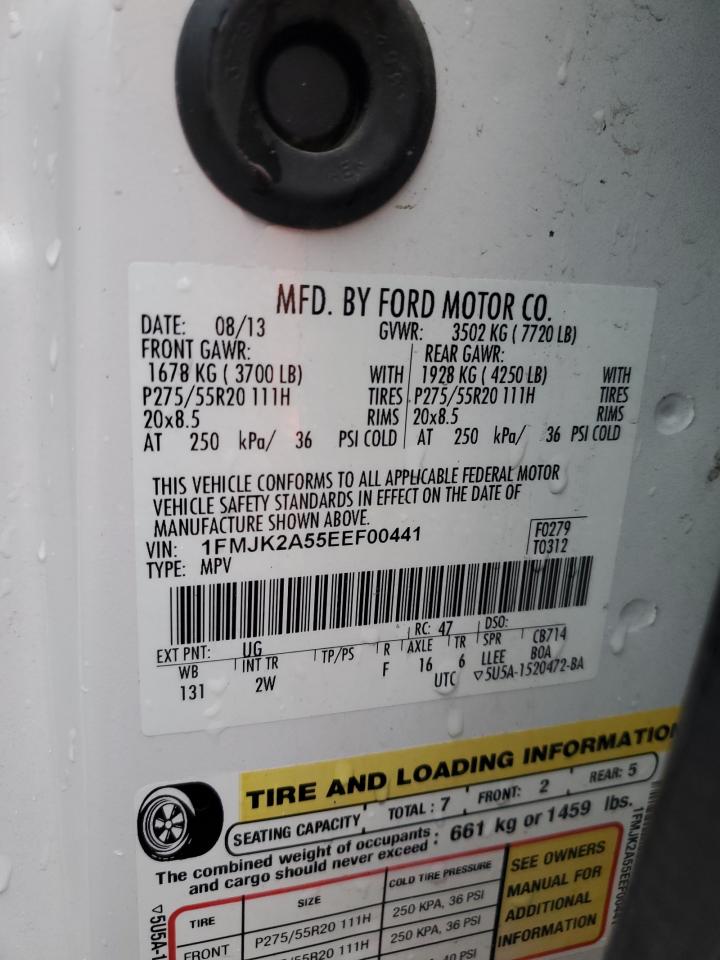 MFD. BY FORD MOTOR CO.
DATE: 08/13 GVWR: 3502 KG ( 7720 LB)
FRONT GAWR: REAR GAWR:
1678 KG ( 3700 LB) WITH 1928 KG ( 4250 LB) WITH
P275/55R20 111H TIRES P275/55R20 111H TIRES
20x8.5 RIMS 20x8.5 RIMS
AT 250 kPa/ 36 PSI COLD AT 250 kPa/ 36 PSI COLD
THIS VEHICLE CONFORMS TO ALL APPLICABLE FEDERAL MOTOR
VEHICLE SAFETY STANDARDS IN EFFECT ON THE DATE OF
MANUFACTURE SHOWN ABOVE.
VIN: 1FMJK2A55EEF00441 F0279
TYPE: MPV T0312
EXT PNT: UG RC: 47 DSO:
WB INT TR TP/PS R AXLE TR SPR CB714
131 2W F 16 6 LLEE BOA
UTC ▽5U5A-1520472-BA
TIRE AND LOADING INFORMATION
SEATING CAPACITY TOTAL : 7 FRONT: 2 REAR: 5
The combined weight of occupants
and cargo should never exceed : 661 kg or 1459 lbs.
TIRE SIZE COLD TIRE PRESSURE
FRONT P275/55R20 111H 250 KPA, 36 PSI
55R20 111H 250 KPA, 36 PSI
40 PSI
SEE OWNERS
MANUAL FOR
ADDITIONAL
INFORMATION
▽5U5A-1
1FMJK2A55EEF00441